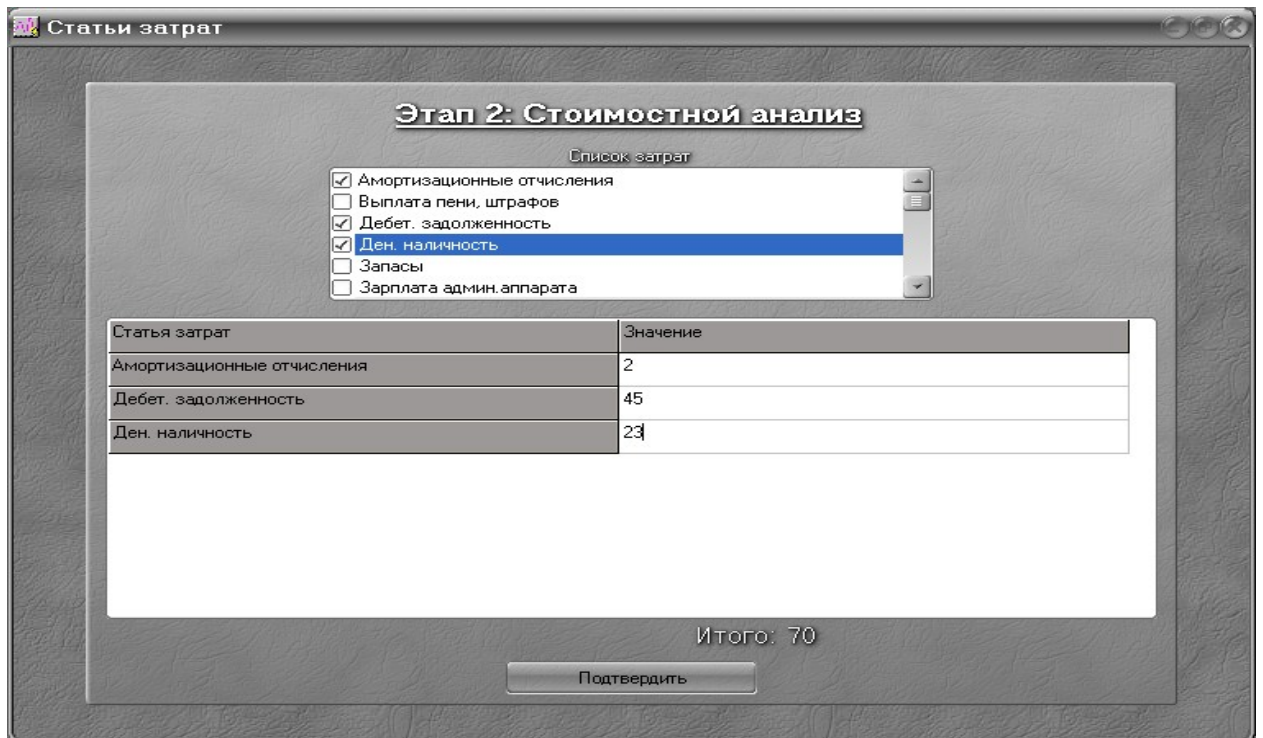 Статьи затрат
Этап 2: Стоимостной анализ
Список затрат
Амортизационные отчисления
Выплата пени, штрафов
Дебет. задолженность
Ден. наличность
Запасы
Зарплата админ.аппарата
Статья затрат Значение
Амортизационные отчисления 2
Дебет. задолженность 45
Ден. наличность 23
Итого: 70
Подтвердить